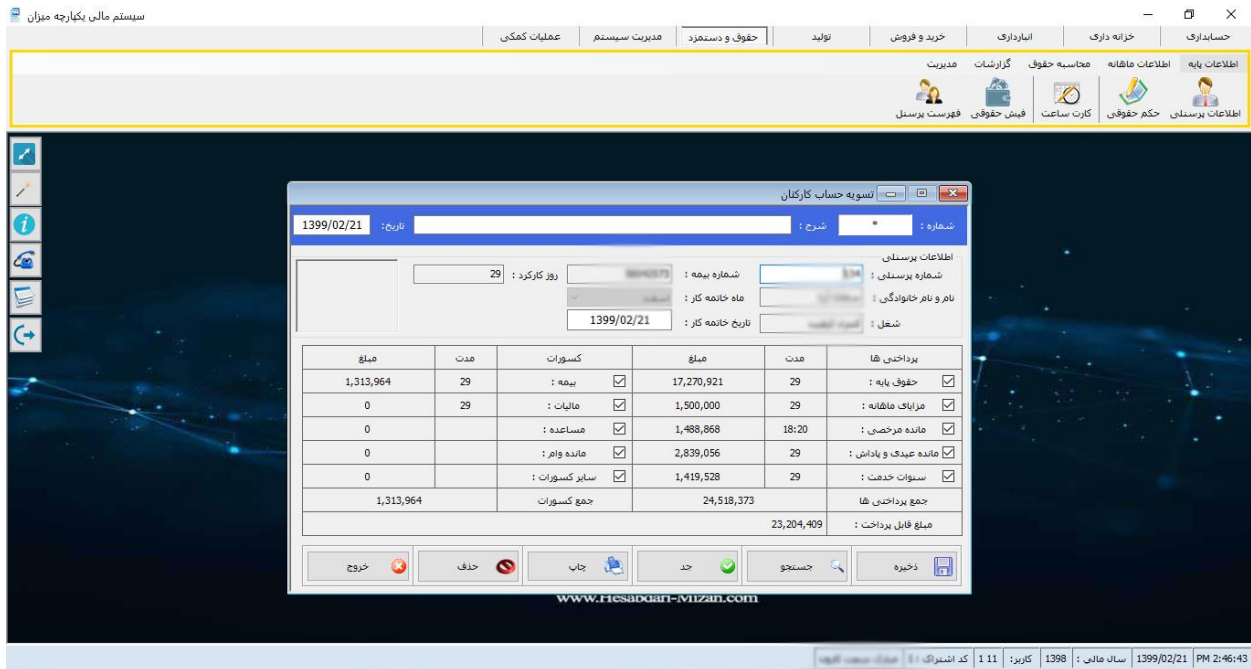 سیستم مالی یکپارچه میزان
حسابداری خزانه داری انبارداری خرید و فروش تولید حقوق و دستمزد مدیریت سیستم عملیات کمکی
اطلاعات پایه اطلاعات ماهانه محاسبه حقوق گزارشات مدیریت
اطلاعات پرسنلی حکم حقوقی کارت ساعت فیش حقوقی فهرست پرسنل
تسویه حساب کارکنان
شماره : * شرح : تاریخ: 1399/02/21
اطلاعات پرسنلی
شماره پرسنلی : شماره بیمه : روز کارکرد : 29
نام و نام خانوادگی : ماه خاتمه کار :
شغل : تاریخ خاتمه کار : 1399/02/21
پرداختی ها مدت مبلغ کسورات مدت مبلغ
حقوق پایه : 29 17,270,921 بیمه : 29 1,313,964
مزایای ماهانه : 29 1,500,000 مالیات : 29 0
مانده مرخصی : 18:20 1,488,868 مساعده : 0
مانده عیدی و پاداش : 29 2,839,056 مانده وام : 0
سنوات خدمت : 29 1,419,528 سایر کسورات : 0
جمع پرداختی ها 24,518,373 جمع کسورات 1,313,964
مبلغ قابل پرداخت : 23,204,409
ذخیره جستجو جد چاپ حذف خروج
www.Hesabdari-Mizan.com
PM 2:46:43 1399/02/21 سال مالی : 1398 کاربر: 11 1 کد اشتراک : 1